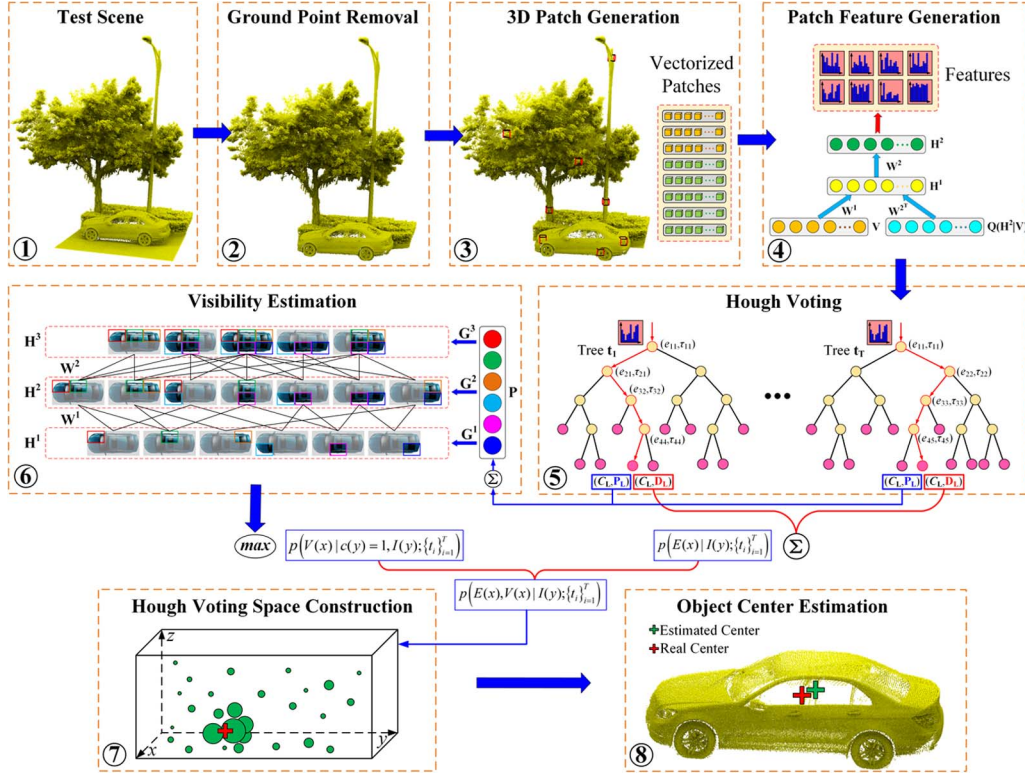 Test Scene
①
Ground Point Removal
②
3D Patch Generation
Vectorized
Patches
③
Patch Feature Generation
Features
H²
W²
H¹
W¹
W²ᵀ
V
Q(H²|V)
④
Visibility Estimation
H³
W²
H²
W¹
H¹
G³
G²
G¹
P
Σ
⑥
Hough Voting
Tree t₁
(e₁₁,τ₁₁)
(e₂₁,τ₂₁)
(e₃₂,τ₃₂)
(e₄₄,τ₄₄)
(C_L,P_L)
(C_L,D_L)
•••
Tree t_T
(e₁₁,τ₁₁)
(e₂₂,τ₂₂)
(e₃₃,τ₃₃)
(e₄₅,τ₄₅)
(C_L,P_L)
(C_L,D_L)
⑤
max
p(V(x)|c(y)=1,I(y);{t_i}_{i=1}^T)
p(E(x)|I(y);{t_i}_{i=1}^T)
Σ
p(E(x),V(x)|I(y);{t_i}_{i=1}^T)
Hough Voting Space Construction
z
y
x
⑦
Object Center Estimation
Estimated Center
Real Center
⑧